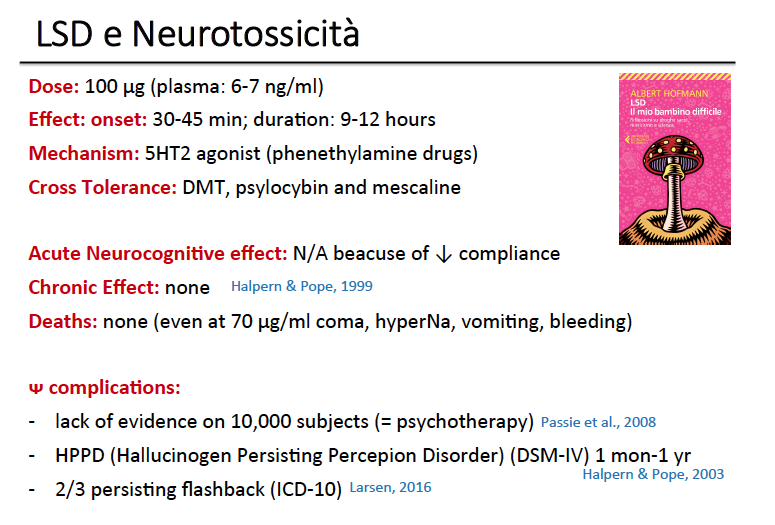 LSD e Neurotossicità
Dose: 100 µg (plasma: 6-7 ng/ml)
Effect: onset: 30-45 min; duration: 9-12 hours
Mechanism: 5HT2 agonist (phenethylamine drugs)
Cross Tolerance: DMT, psylocybin and mescaline
ALBERT HOFMANN
LSD
Il mio bambino difficile
Acute Neurocognitive effect: N/A beacuse of ↓ compliance
Chronic Effect: none Halpern & Pope, 1999
Deaths: none (even at 70 µg/ml coma, hyperNa, vomiting, bleeding)
Ψ complications:
- lack of evidence on 10,000 subjects (= psychotherapy) Passie et al., 2008
- HPPD (Hallucinogen Persisting Percepion Disorder) (DSM-IV) 1 mon-1 yr
Halpern & Pope, 2003
- 2/3 persisting flashback (ICD-10) Larsen, 2016